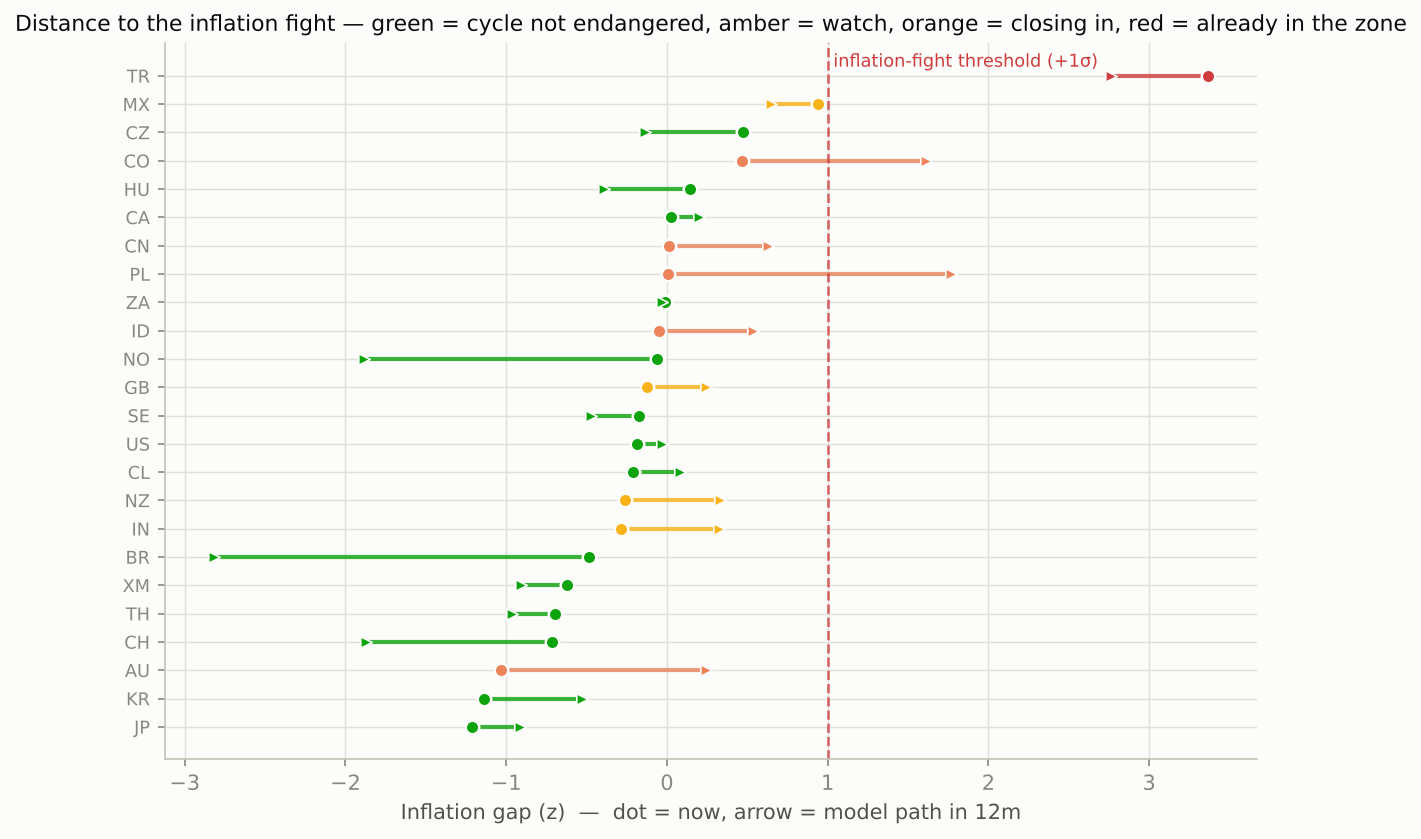 Distance to the inflation fight — green = cycle not endangered, amber = watch, orange = closing in, red = already in the zone
inflation-fight threshold (+1σ)
TR
MX
CZ
CO
HU
CA
CN
PL
ZA
ID
NO
GB
SE
US
CL
NZ
IN
BR
XM
TH
CH
AU
KR
JP
−3 −2 −1 0 1 2 3
Inflation gap (z) — dot = now, arrow = model path in 12m